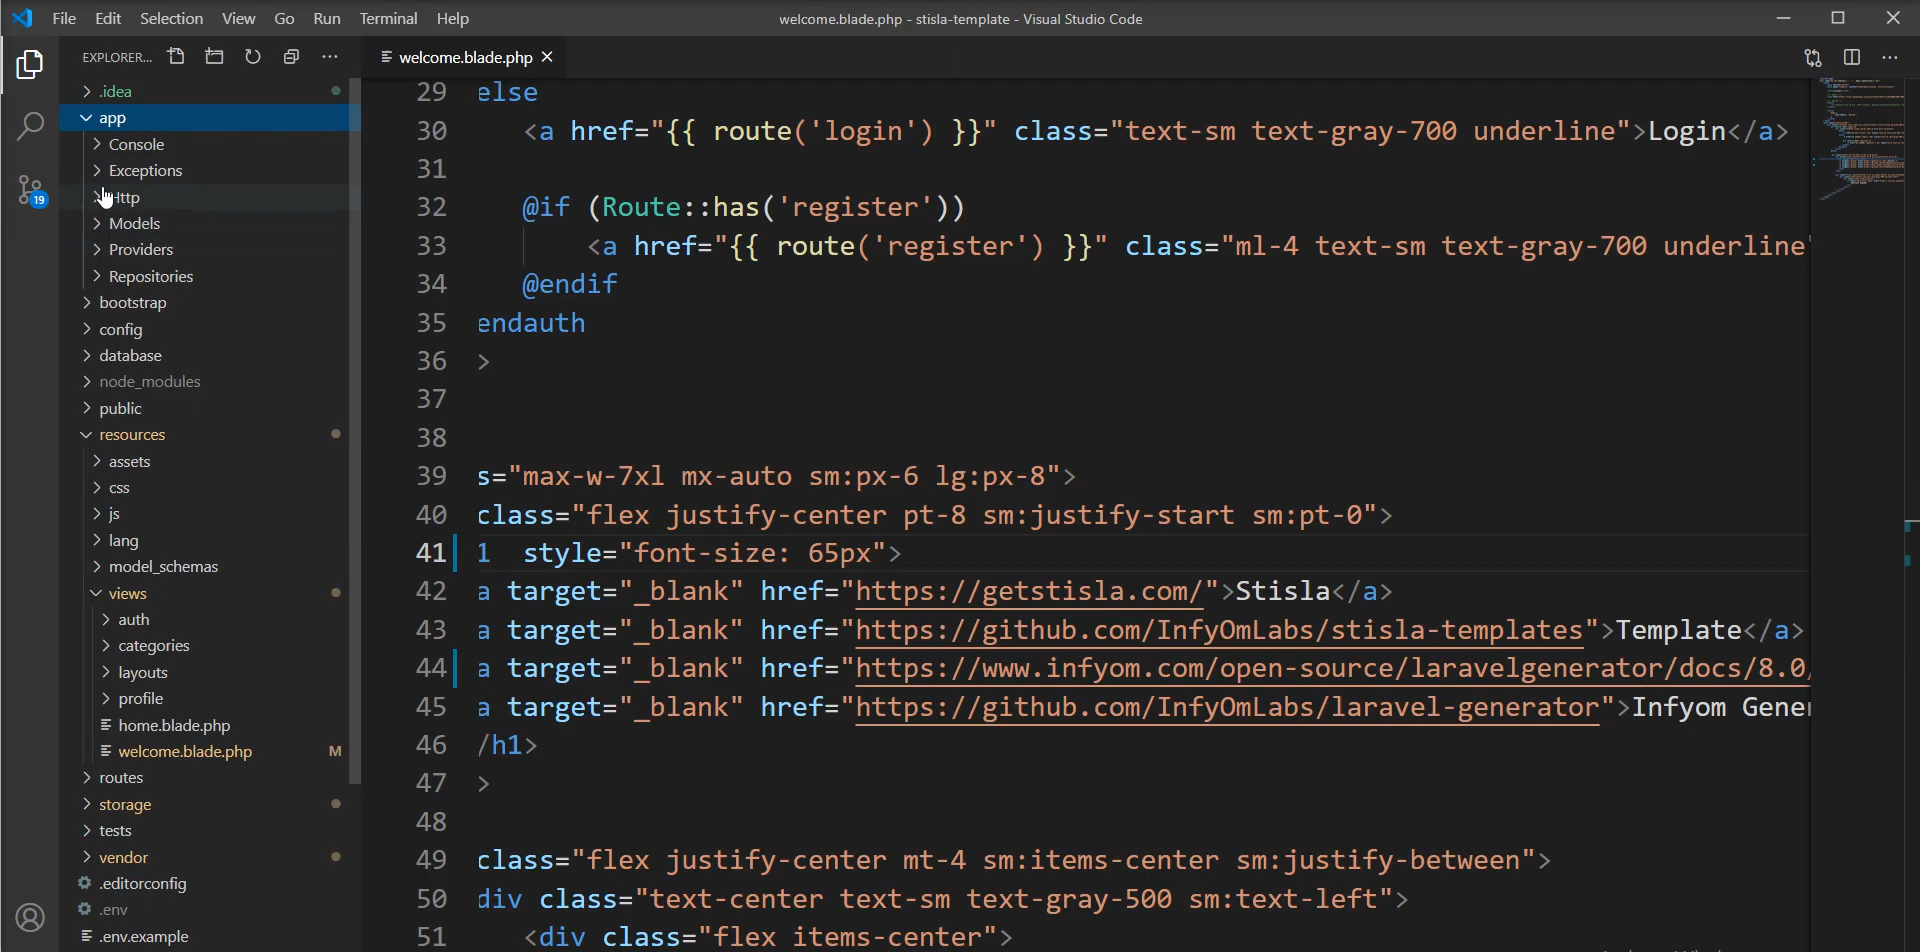 File Edit Selection View Go Run Terminal Help
welcome.blade.php - stisla-template - Visual Studio Code
EXPLORER...
welcome.blade.php
.idea
app
Console
Exceptions
Http
Models
Providers
Repositories
bootstrap
config
database
node_modules
public
resources
assets
css
js
lang
model_schemas
views
auth
categories
layouts
profile
home.blade.php
welcome.blade.php M
routes
storage
tests
vendor
.editorconfig
.env
.env.example
19
29 else
30 <a href="{{ route('login') }}" class="text-sm text-gray-700 underline">Login</a>
31
32 @if (Route::has('register'))
33 <a href="{{ route('register') }}" class="ml-4 text-sm text-gray-700 underline"
34 @endif
35 endauth
36 >
37
38
39 s="max-w-7xl mx-auto sm:px-6 lg:px-8">
40 class="flex justify-center pt-8 sm:justify-start sm:pt-0">
41 1 style="font-size: 65px">
42 a target="_blank" href="https://getstisla.com/">Stisla</a>
43 a target="_blank" href="https://github.com/InfyOmLabs/stisla-templates">Template</a>
44 a target="_blank" href="https://www.infyom.com/open-source/laravelgenerator/docs/8.0/
45 a target="_blank" href="https://github.com/InfyOmLabs/laravel-generator">Infyom Gener
46 /h1>
47 >
48
49 class="flex justify-center mt-4 sm:items-center sm:justify-between">
50 div class="text-center text-sm text-gray-500 sm:text-left">
51 <div class="flex items-center">